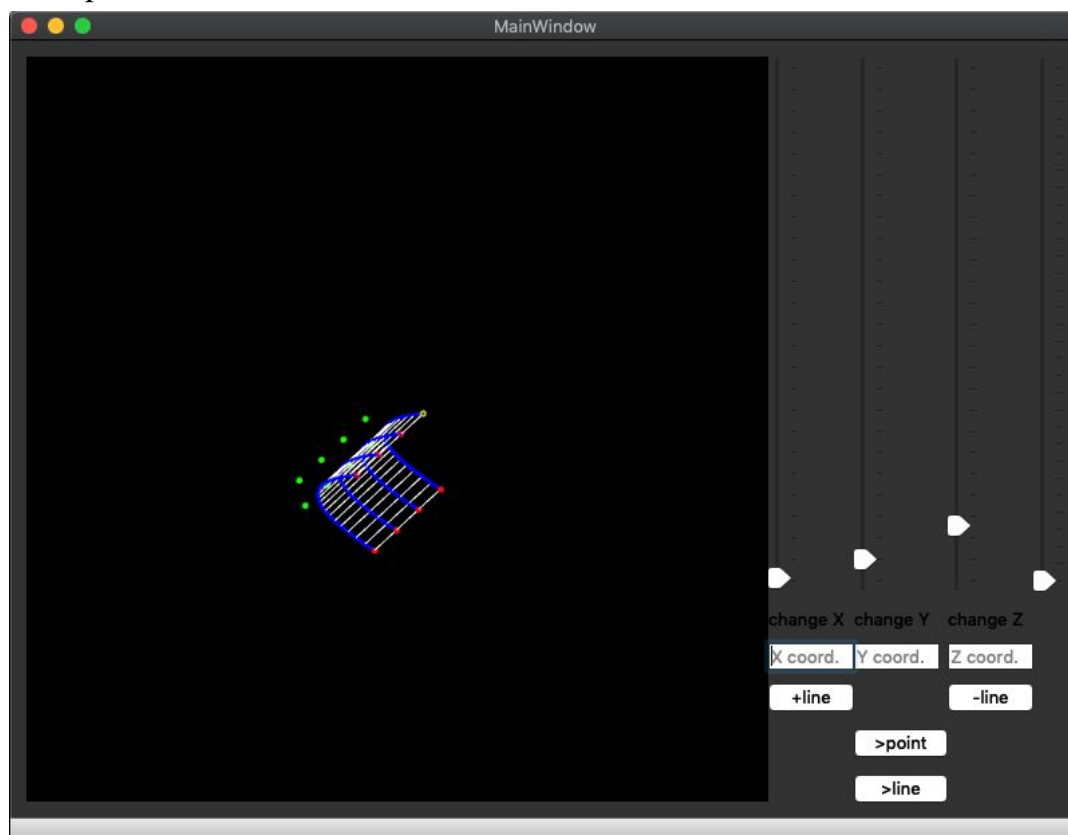 MainWindow
change X change Y change Z
X coord. Y coord. Z coord.
+line -line
>point
>line